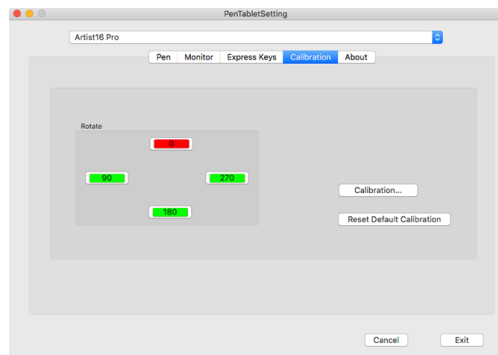 PenTabletSetting
Artist16 Pro
Pen Monitor Express Keys Calibration About
Rotate
0
90 270
180
Calibration...
Reset Default Calibration
Cancel Exit